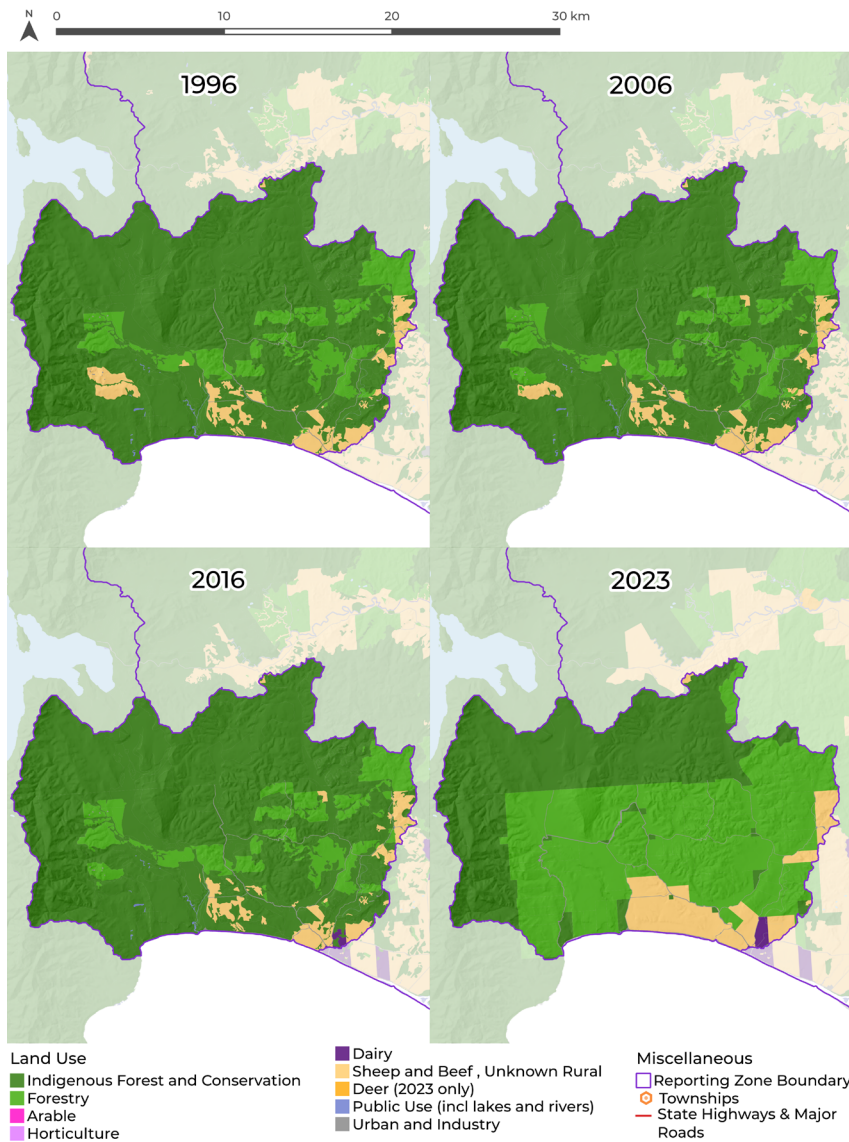 N
0 10 20 30 km
1996
2006
2016
2023
Land Use
Indigenous Forest and Conservation
Forestry
Arable
Horticulture
Dairy
Sheep and Beef , Unknown Rural
Deer (2023 only)
Public Use (incl lakes and rivers)
Urban and Industry
Miscellaneous
Reporting Zone Boundary
Townships
State Highways & Major
Roads